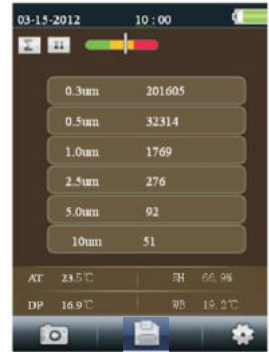 03-15-2012 10:00
Σ
0.3um 201605
0.5um 32314
1.0um 1769
2.5um 276
5.0um 92
10um 51
AT 23.5℃ RH 66.9%
DP 16.9℃ WB 19.2℃